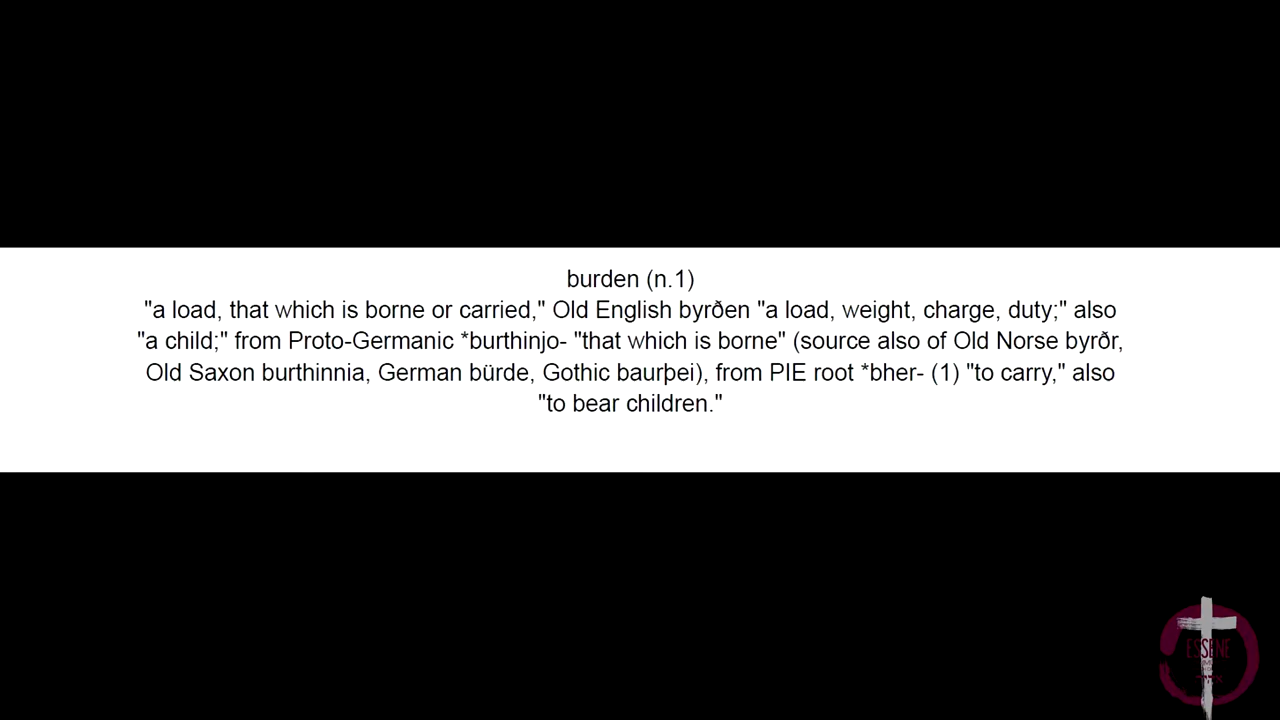 burden (n.1)
"a load, that which is borne or carried," Old English byrðen "a load, weight, charge, duty;" also
"a child;" from Proto-Germanic *burthinjo- "that which is borne" (source also of Old Norse byrðr,
Old Saxon burthinnia, German bürde, Gothic baurþei), from PIE root *bher- (1) "to carry," also
"to bear children."
ESSENE